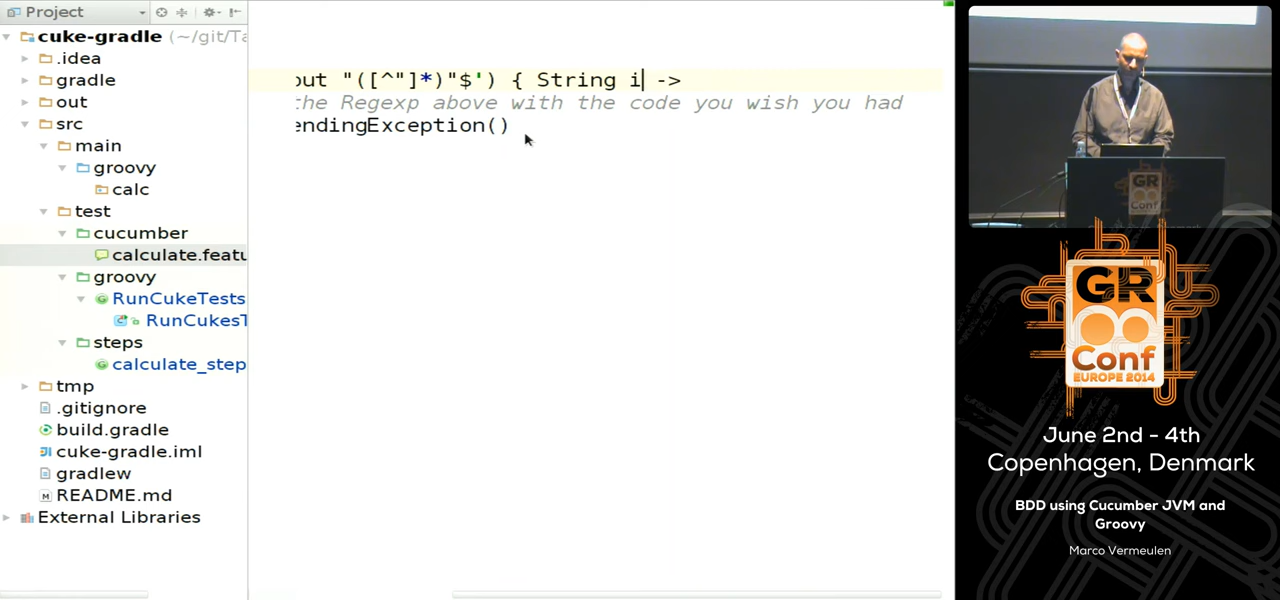 Project
cuke-gradle (~/git/Ta
.idea
gradle
out
src
main
groovy
calc
test
cucumber
calculate.featu
groovy
RunCukeTests
RunCukesT
steps
calculate_step
tmp
.gitignore
build.gradle
cuke-gradle.iml
gradlew
README.md
External Libraries
out "([^"]*)"$') { String i ->
the Regexp above with the code you wish you had
endingException()
GR
Conf
GR
Conf
EUROPE 2014
June 2nd - 4th
Copenhagen, Denmark
BDD using Cucumber JVM and
Groovy
Marco Vermeulen